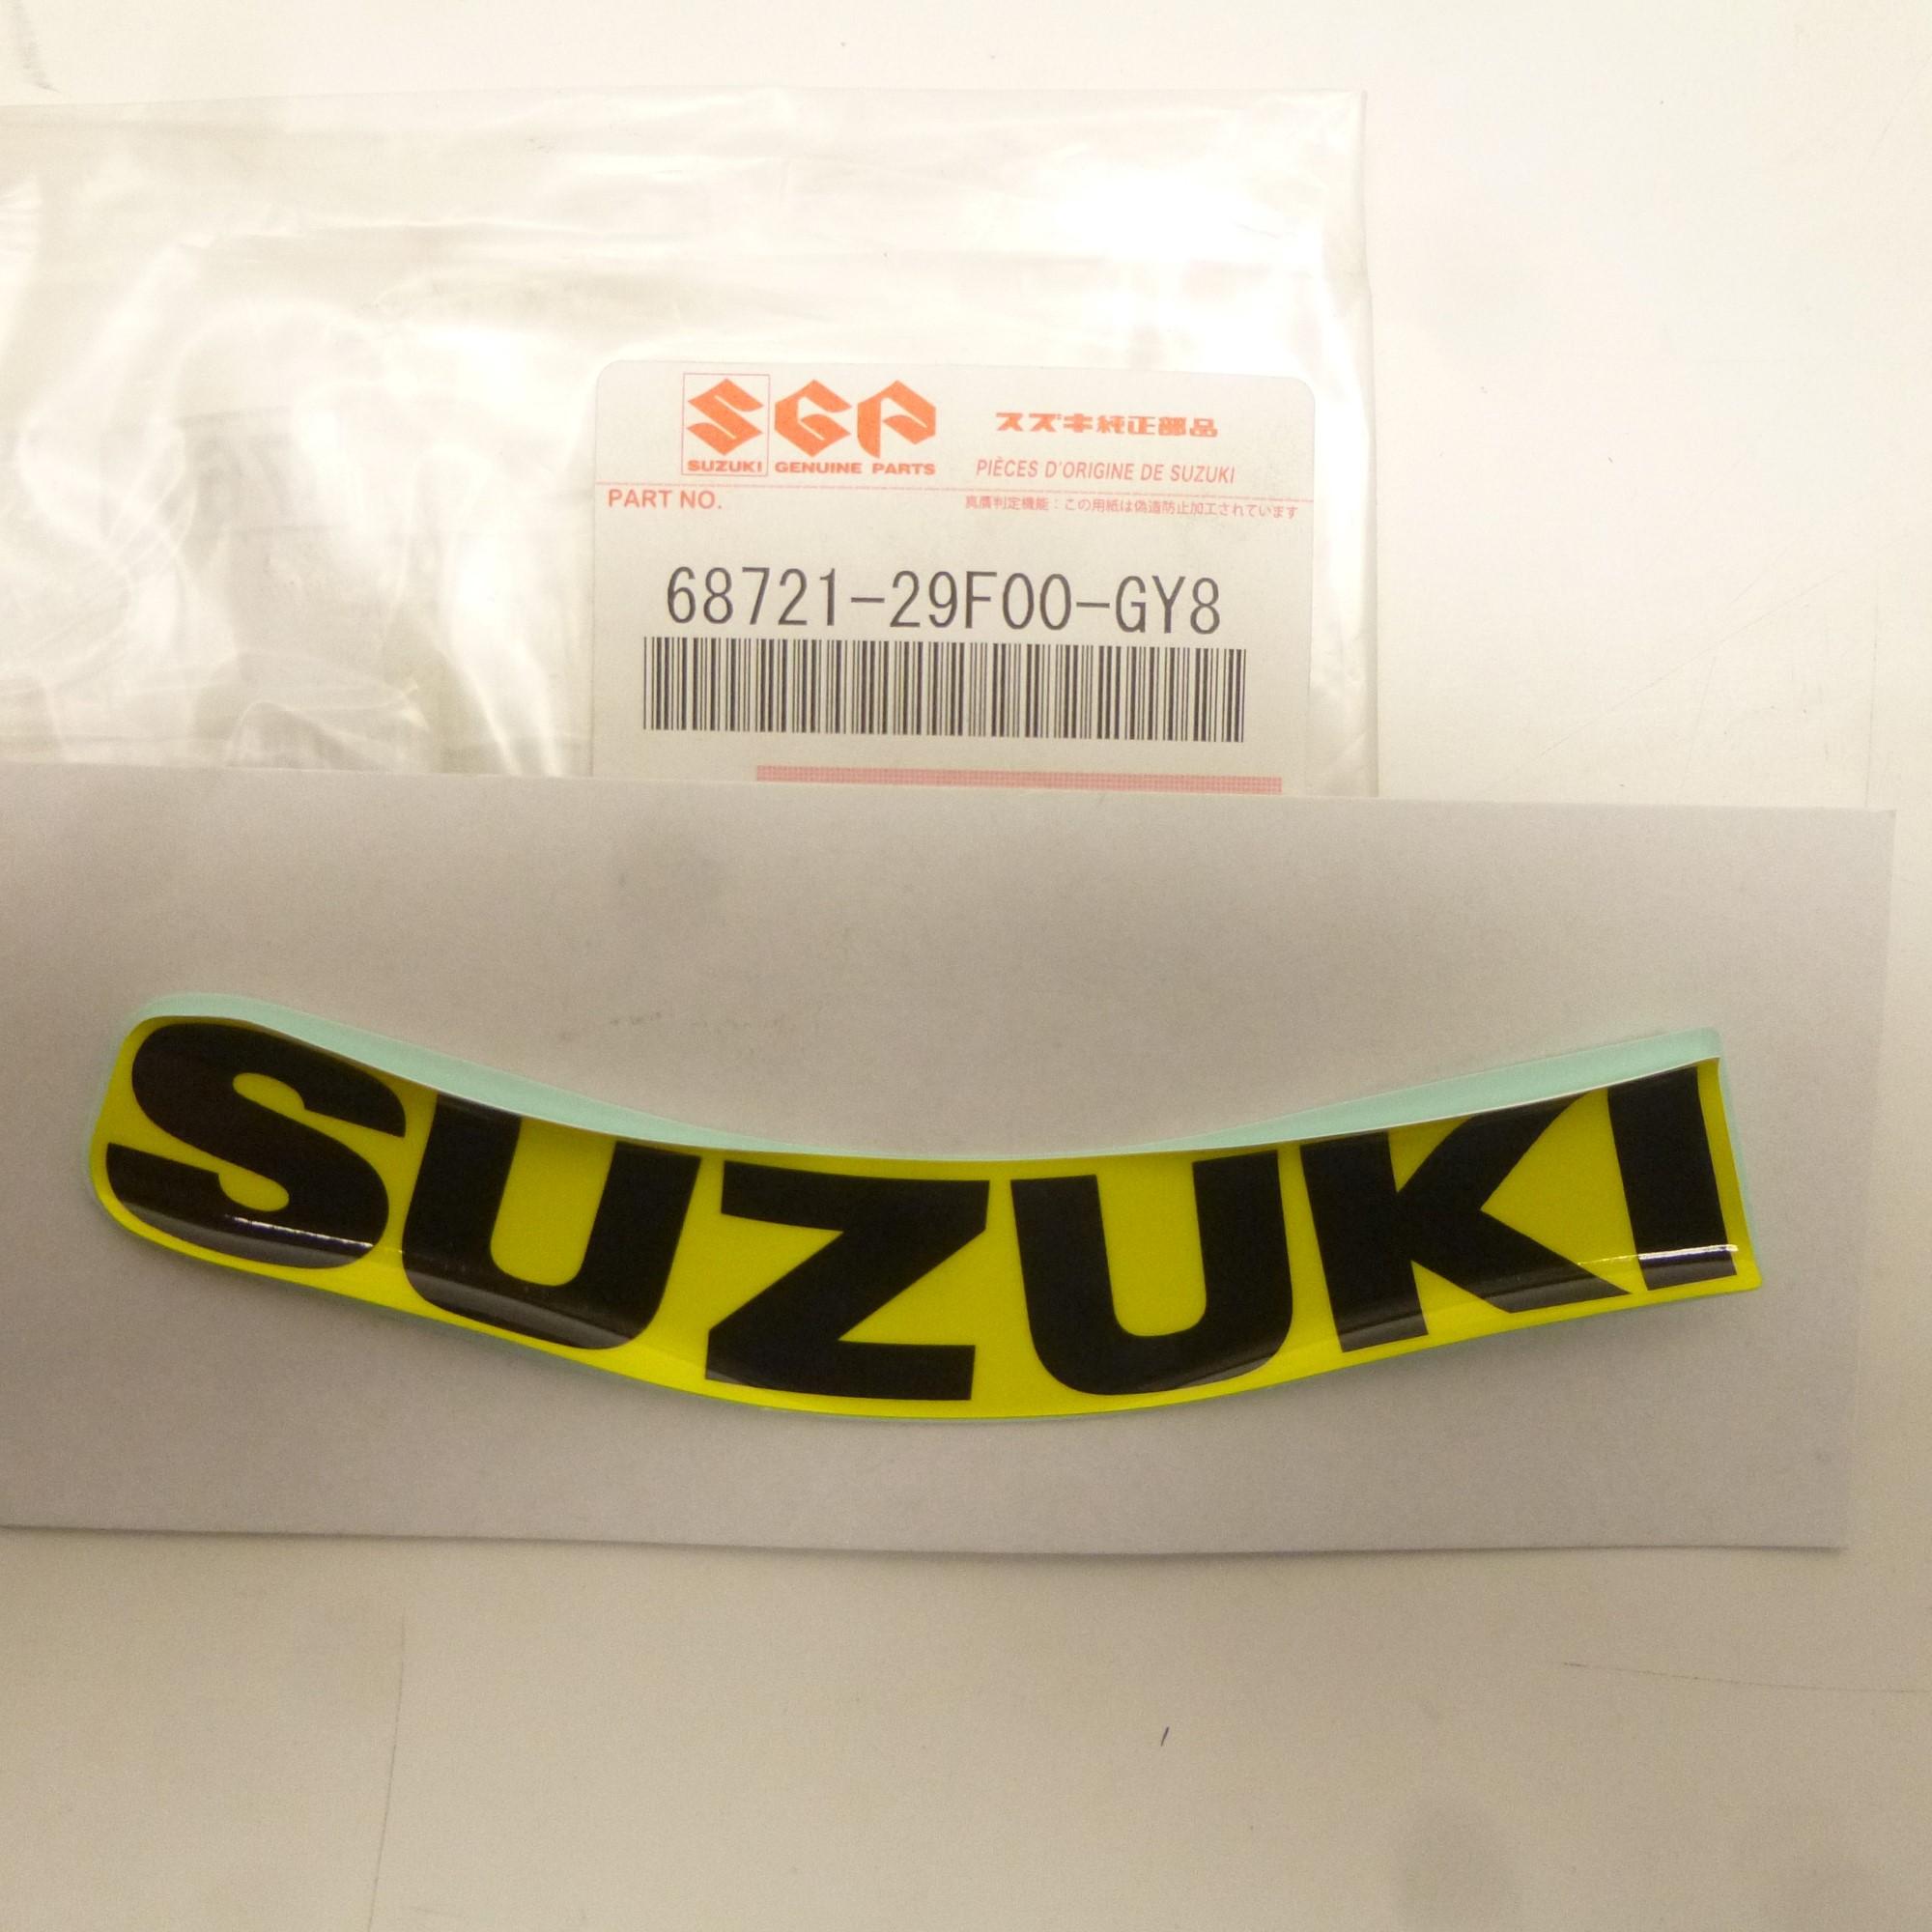 SGP スズキ純正部品
SUZUKI GENUINE PARTS PIÈCES D'ORIGINE DE SUZUKI
PART NO. 真贋判定機能：この用紙は偽造防止加工されています
68721-29F00-GY8
SUZUKI